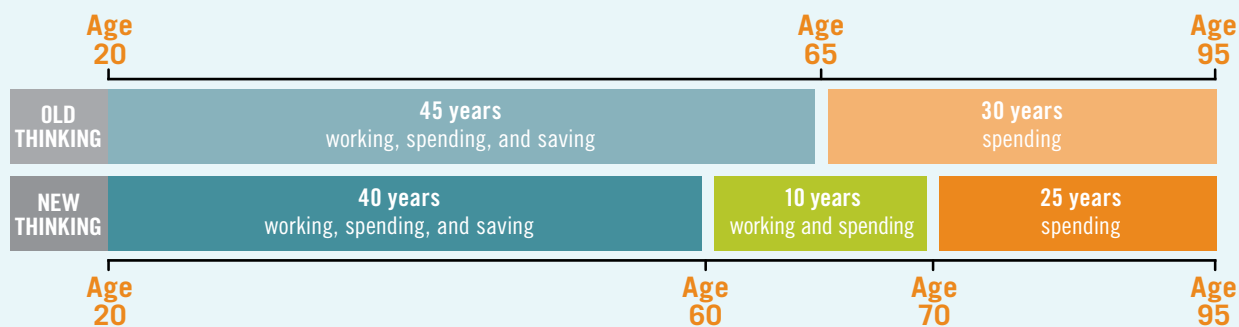 Age
20
Age
65
Age
95
OLD
THINKING
45 years
working, spending, and saving
30 years
spending
NEW
THINKING
40 years
working, spending, and saving
10 years
working and spending
25 years
spending
Age
20
Age
60
Age
70
Age
95